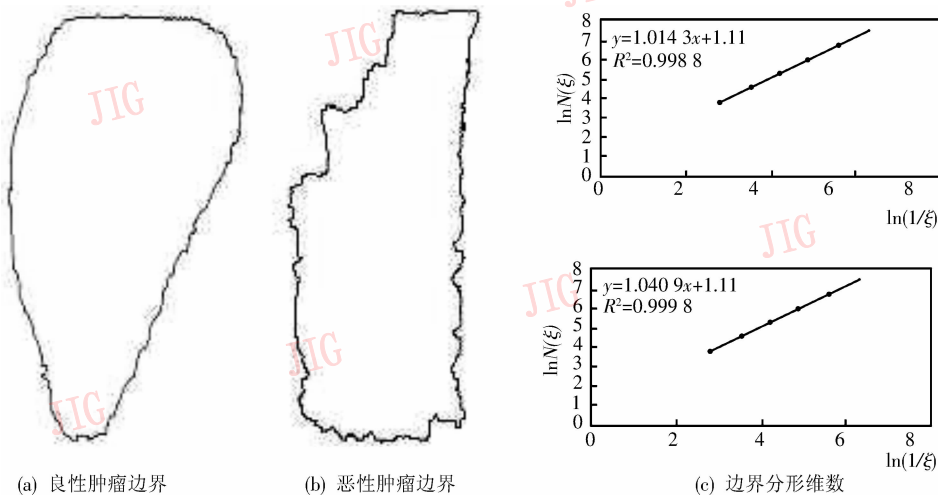 JIG
JIG
JIG
JIG
JIG
JIG
JIG
(a) 良性肿瘤边界
(b) 恶性肿瘤边界
y=1.014 3x+1.11
R²=0.998 8
lnN(ξ)
8
7
6
5
4
3
2
1
0
0 2 4 6 8
ln(1/ξ)
y=1.040 9x+1.11
R²=0.999 8
lnN(ξ)
8
7
6
5
4
3
2
1
0
0 2 4 6 8
ln(1/ξ)
(c) 边界分形维数